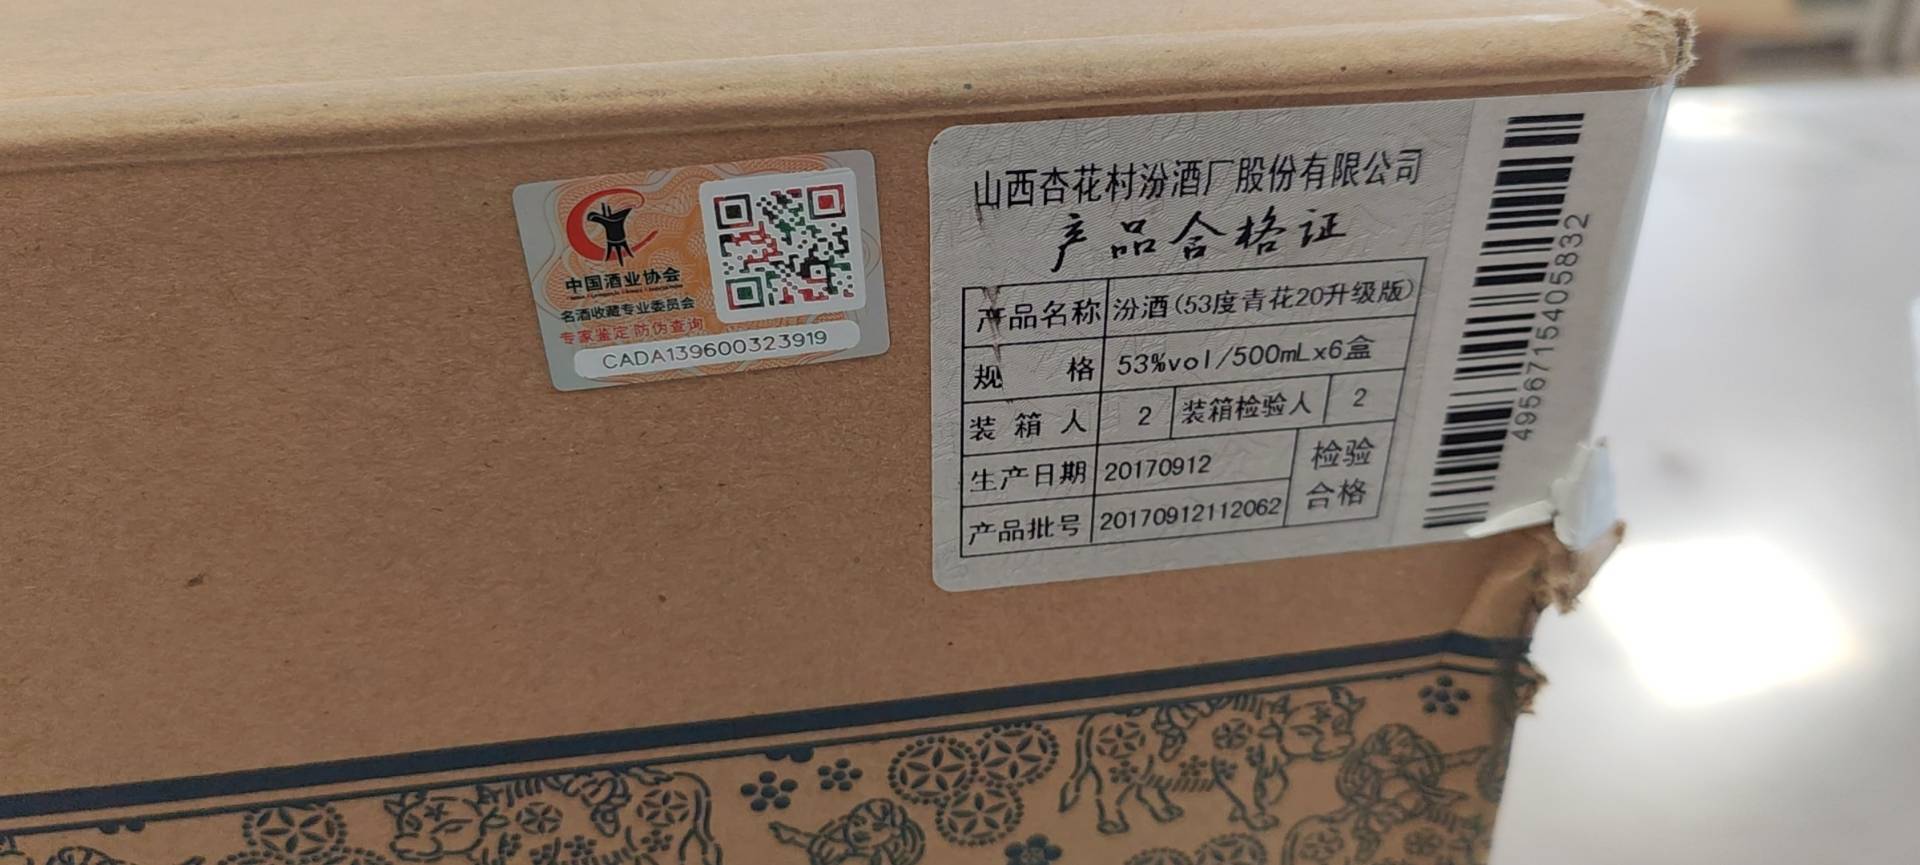 中国酒业协会
名酒收藏专业委员会
专家鉴定 防伪查询
CADA139600323919
山西杏花村汾酒厂股份有限公司
产品合格证
产品名称 汾酒(53度青花20升级版)
规 格 53%vol/500mLx6盒
装箱人 2 装箱检验人 2
生产日期 20170912 检验
产品批号 20170912112062 合格
4956715405832